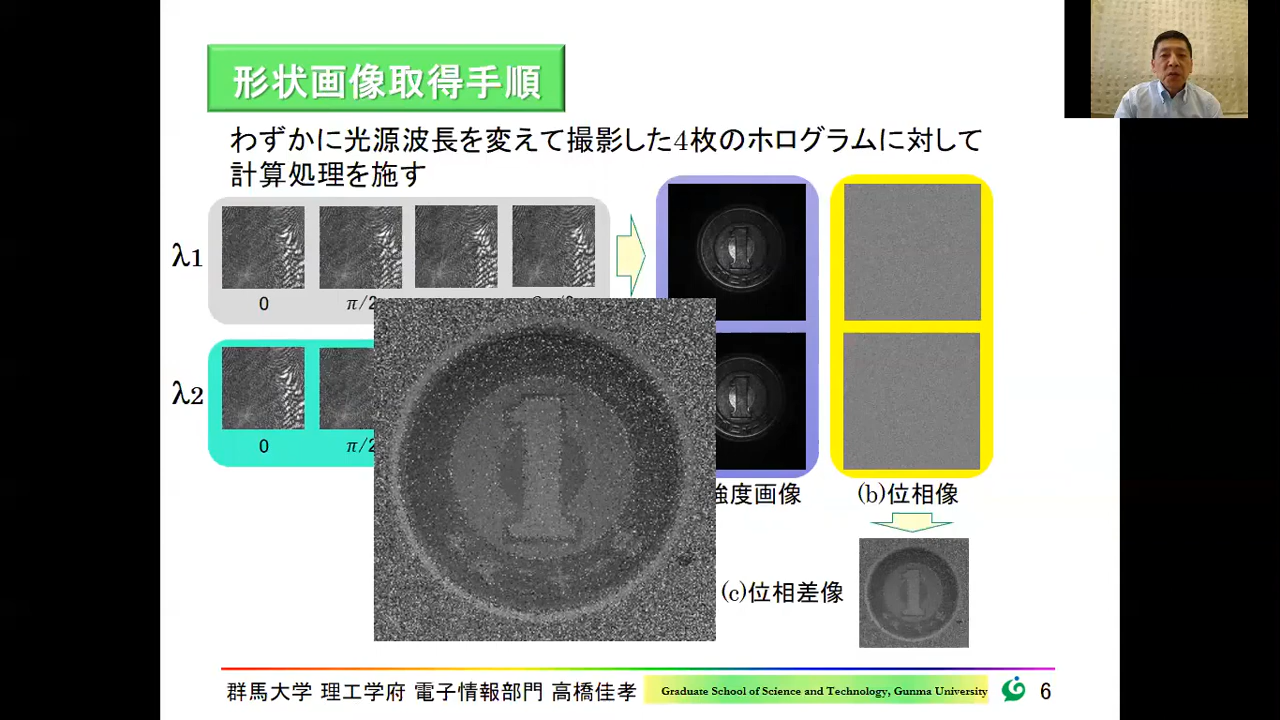 形状画像取得手順
わずかに光源波長を変えて撮影した4枚のホログラムに対して
計算処理を施す
λ1
0
π/2
λ2
0
π/2
強度画像
(b)位相像
(c)位相差像
群馬大学 理工学府 電子情報部門 高橋佳孝
Graduate School of Science and Technology, Gunma University
6